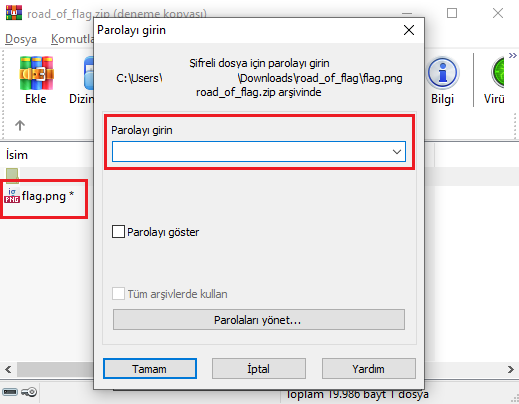 road_of_flag.zip (deneme kopyası)
Dosya Komutla
Ekle
Dizin
Bilgi
Virü
İsim
flag.png *
Parolayı girin
Şifreli dosya için parolayı girin
C:\Users\ \Downloads\road_of_flag\flag.png
road_of_flag.zip arşivinde
Parolayı girin
Parolayı göster
Tüm arşivlerde kullan
Parolaları yönet...
Tamam
İptal
Yardım
Toplam 19.986 bayt 1 dosya